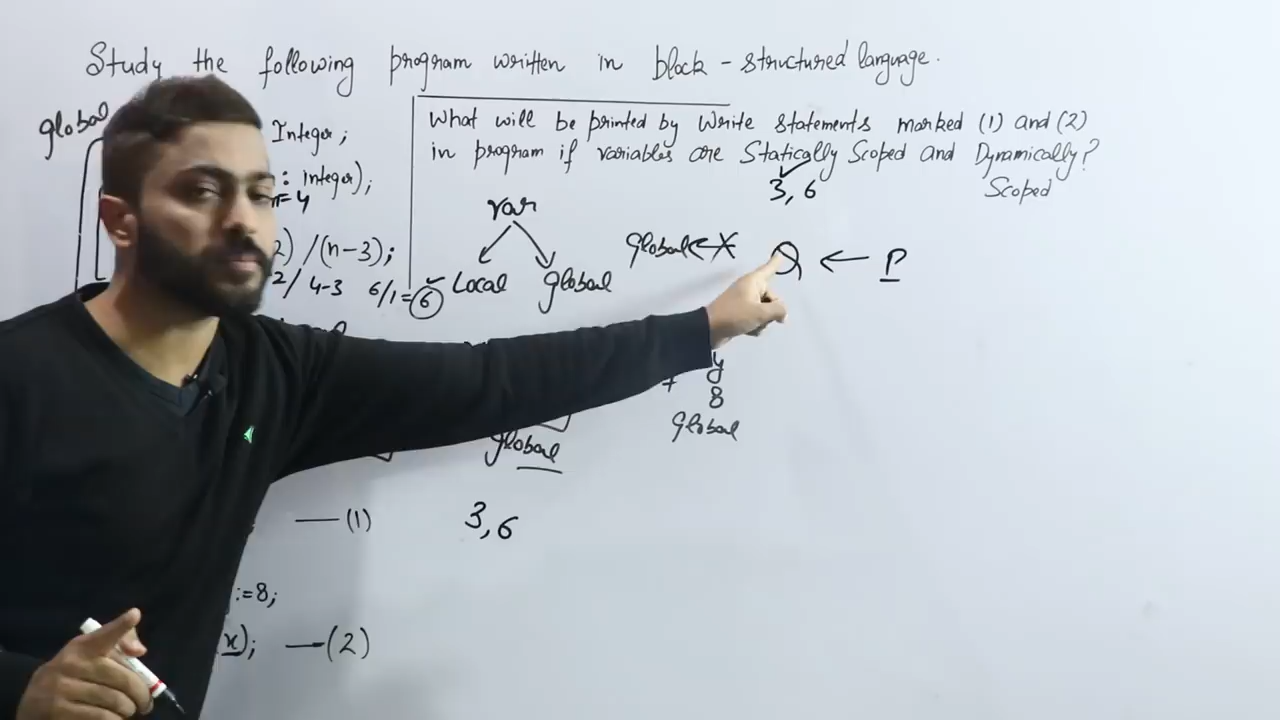 Study the following program written in block-structured language.
global
Integer;
: integer);
n=4
2) / (n-3);
2/ 4-3 6/1=6
What will be printed by write statements marked (1) and (2)
in program if variables are Statically Scoped and Dynamically?
3, 6 Scoped
var
Local global
global ← X Q ← P
y
8
global
global
(1) 3, 6
:=8;
x); (2)